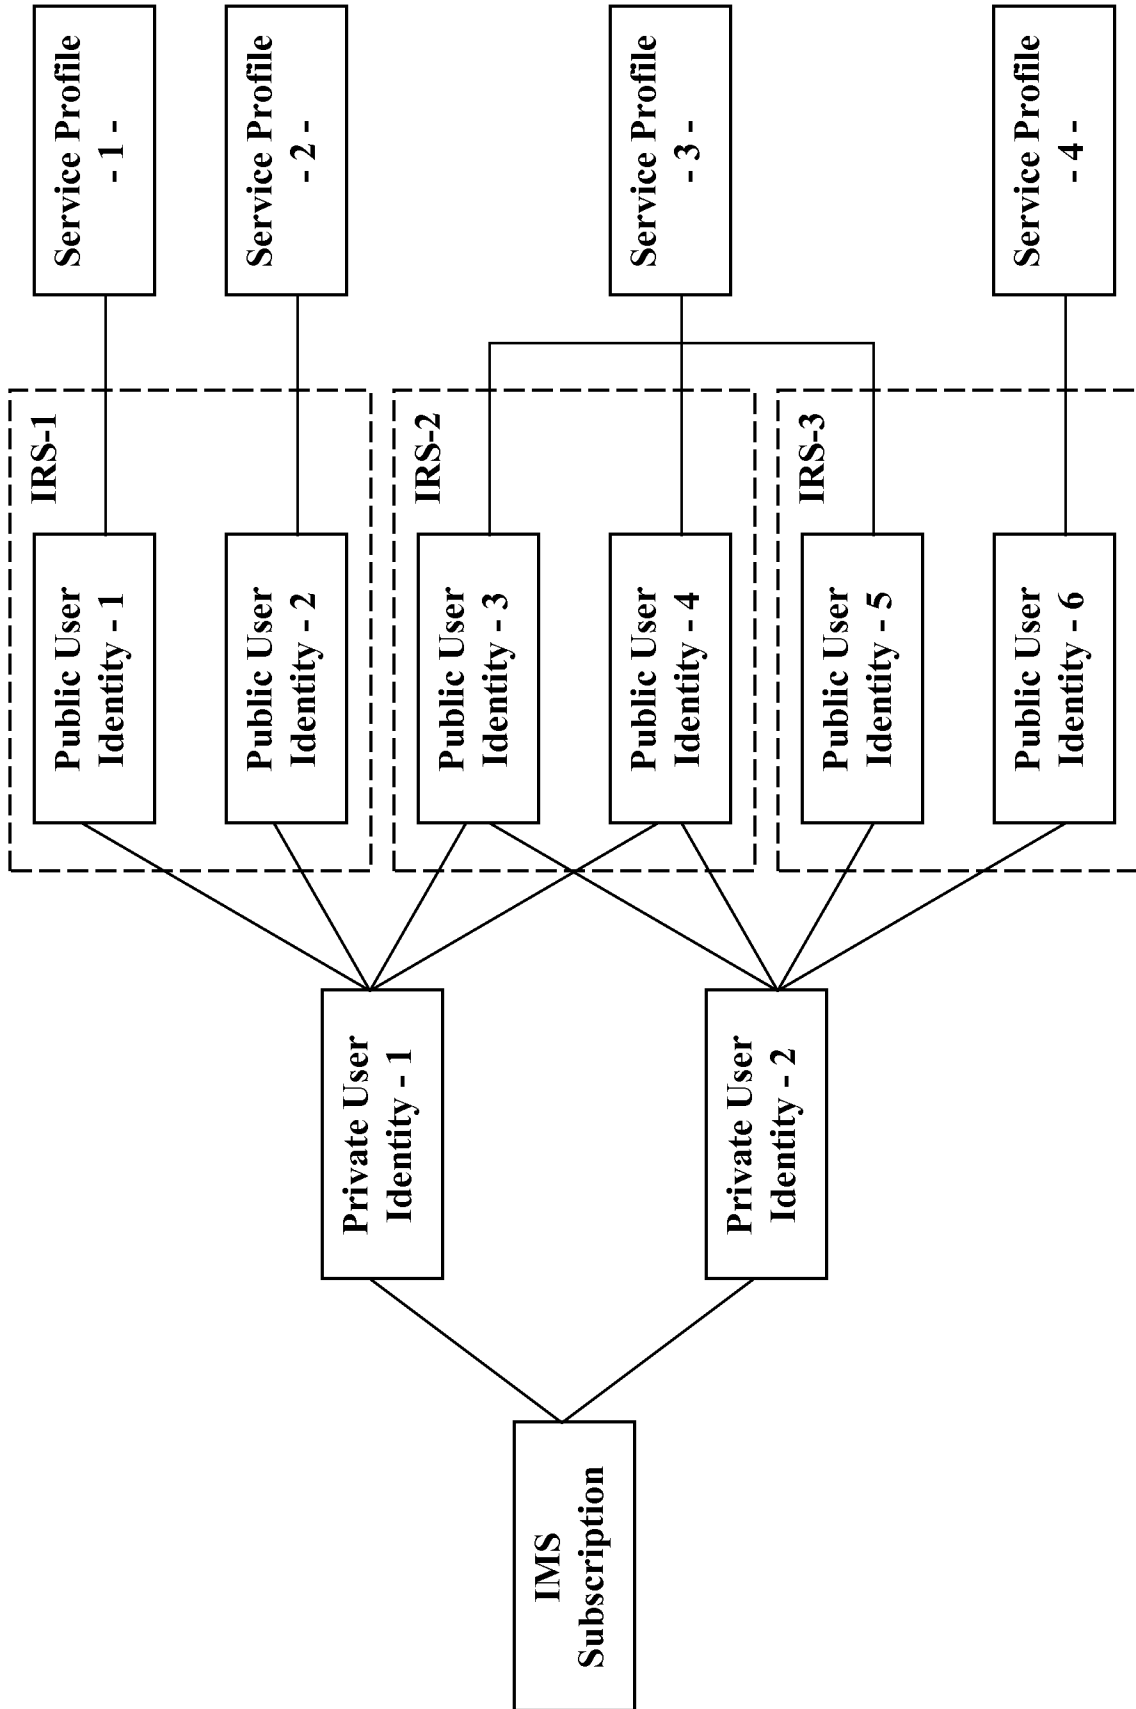 IMS
Subscription
Private User
Identity - 1
Private User
Identity - 2
IRS-1
Public User
Identity - 1
Public User
Identity - 2
IRS-2
Public User
Identity - 3
Public User
Identity - 4
IRS-3
Public User
Identity - 5
Public User
Identity - 6
Service Profile
- 1 -
Service Profile
- 2 -
Service Profile
- 3 -
Service Profile
- 4 -